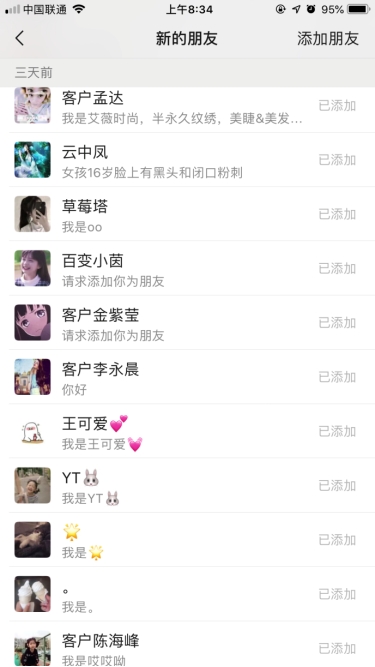 中国联通 上午8:34 95%
新的朋友 添加朋友
三天前
客户孟达
我是艾薇时尚，半永久纹绣，美睫&美发... 已添加
云中凤
女孩16岁脸上有黑头和闭口粉刺 已添加
草莓塔
我是oo 已添加
百变小茵
请求添加你为朋友 已添加
客户金紫莹
请求添加你为朋友 已添加
客户李永晨
你好 已添加
王可爱💕
我是王可爱💓 已添加
YT🐰
我是YT🐰 已添加
🌟
我是🌟 已添加
。
我是。 已添加
客户陈海峰
我是哎哎呦 已添加